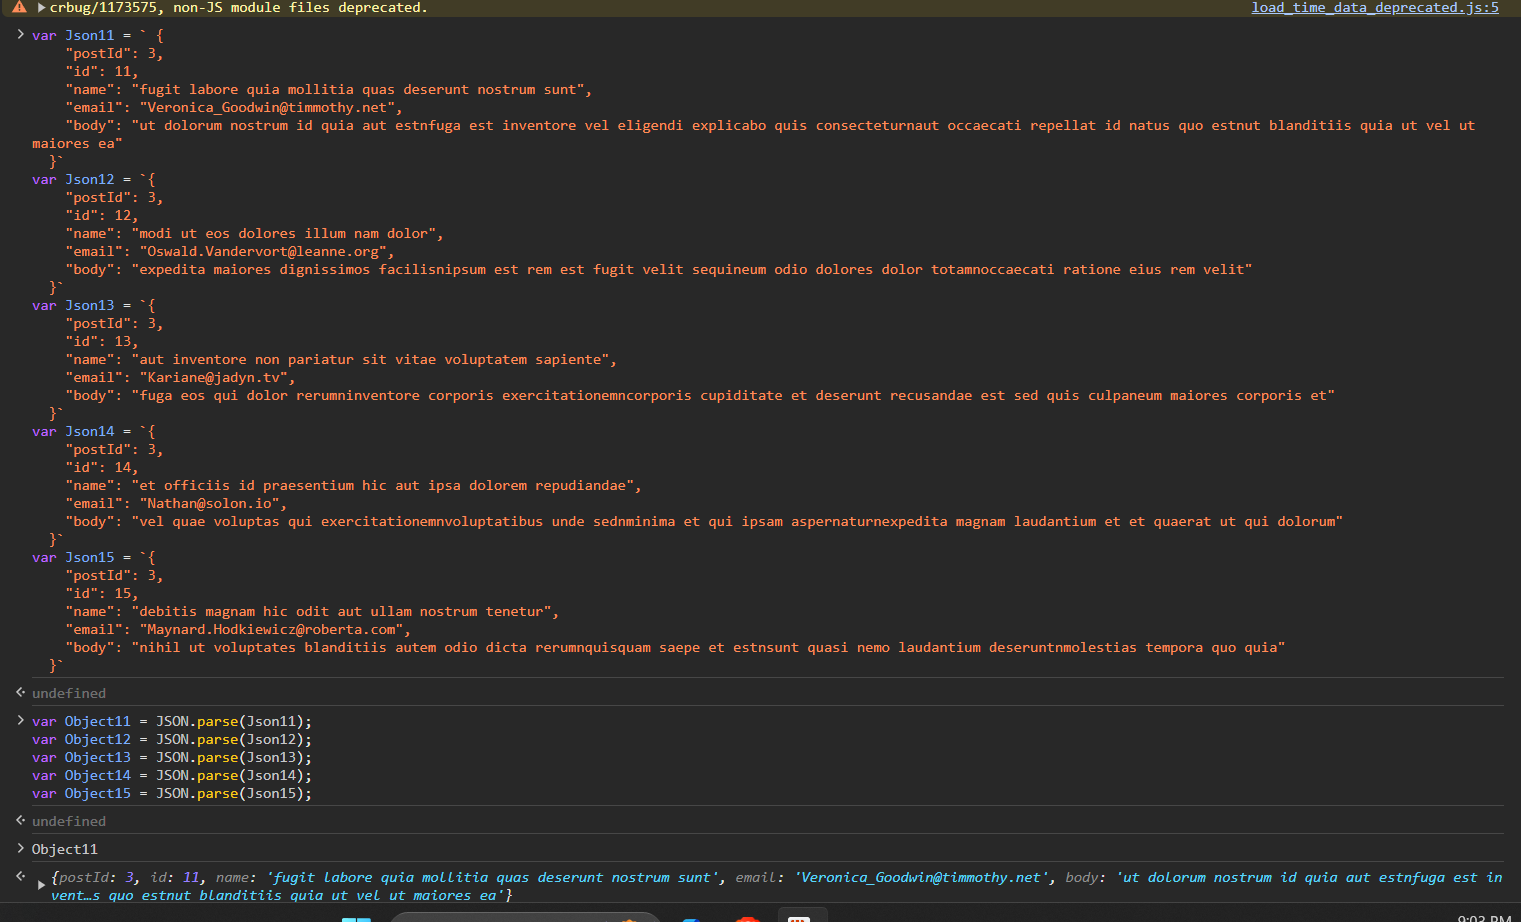 crbug/1173575, non-JS module files deprecated. load_time_data_deprecated.js:5
var Json11 = ` {
"postId": 3,
"id": 11,
"name": "fugit labore quia mollitia quas deserunt nostrum sunt",
"email": "Veronica_Goodwin@timmothy.net",
"body": "ut dolorum nostrum id quia aut estnfuga est inventore vel eligendi explicabo quis consecteturnaut occaecati repellat id natus quo estnut blanditiis quia ut vel ut
maiores ea"
}`
var Json12 = `{
"postId": 3,
"id": 12,
"name": "modi ut eos dolores illum nam dolor",
"email": "Oswald.Vandervort@leanne.org",
"body": "expedita maiores dignissimos facilisnipsum est rem est fugit velit sequineum odio dolores dolor totamnoccaecati ratione eius rem velit"
}`
var Json13 = `{
"postId": 3,
"id": 13,
"name": "aut inventore non pariatur sit vitae voluptatem sapiente",
"email": "Kariane@jadyn.tv",
"body": "fuga eos qui dolor rerumninventore corporis exercitationemncorporis cupiditate et deserunt recusandae est sed quis culpaneum maiores corporis et"
}`
var Json14 = `{
"postId": 3,
"id": 14,
"name": "et officiis id praesentium hic aut ipsa dolorem repudiandae",
"email": "Nathan@solon.io",
"body": "vel quae voluptas qui exercitationemnvoluptatibus unde sednminima et qui ipsam aspernaturnexpedita magnam laudantium et et quaerat ut qui dolorum"
}`
var Json15 = `{
"postId": 3,
"id": 15,
"name": "debitis magnam hic odit aut ullam nostrum tenetur",
"email": "Maynard.Hodkiewicz@roberta.com",
"body": "nihil ut voluptates blanditiis autem odio dicta rerumnquisquam saepe et estnsunt quasi nemo laudantium deseruntnmolestias tempora quo quia"
}`
undefined
var Object11 = JSON.parse(Json11);
var Object12 = JSON.parse(Json12);
var Object13 = JSON.parse(Json13);
var Object14 = JSON.parse(Json14);
var Object15 = JSON.parse(Json15);
undefined
Object11
{postId: 3, id: 11, name: 'fugit labore quia mollitia quas deserunt nostrum sunt', email: 'Veronica_Goodwin@timmothy.net', body: 'ut dolorum nostrum id quia aut estnfuga est in
vent…s quo estnut blanditiis quia ut vel ut maiores ea'}
9:03 PM